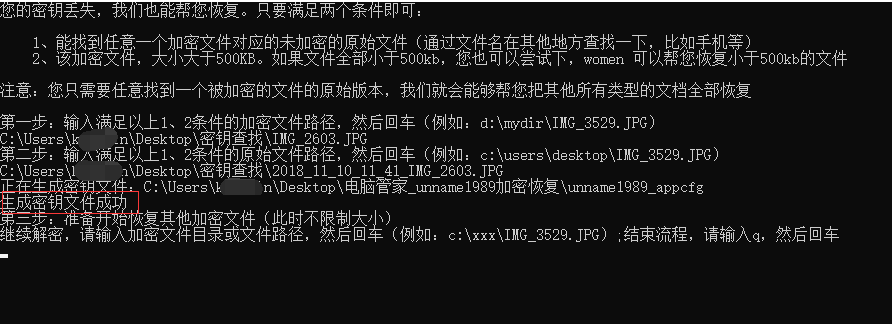 您的密钥丢失，我们也能帮您恢复。只要满足两个条件即可：
1、能找到任意一个加密文件对应的未加密的原始文件（通过文件名在其他地方查找一下，比如手机等）
2、该加密文件，大小大于500KB。如果文件全部小于500kb，您也可以尝试下，women 可以帮您恢复小于500kb的文件
注意：您只需要任意找到一个被加密的文件的原始版本，我们就会能够帮您把其他所有类型的文档全部恢复
第一步：输入满足以上1、2条件的加密文件路径，然后回车（例如：d:\mydir\IMG_3529.JPG）
C:\Users\k n\Desktop\密钥查找\IMG_2603.JPG
第二步：输入满足以上1、2条件的原始文件路径，然后回车（例如：c:\users\desktop\IMG_3529.JPG）
C:\Users\k n\Desktop\密钥查找\2018_11_10_11_41_IMG_2603.JPG
正在生成密钥文件：C:\Users\k n\Desktop\电脑管家_unname1989加密恢复\unname1989_appcfg
生成密钥文件成功
第三步：准备开始恢复其他加密文件（此时不限制大小）
继续解密，请输入加密文件目录或文件路径，然后回车（例如：c:\xxx\IMG_3529.JPG）;结束流程，请输入q，然后回车